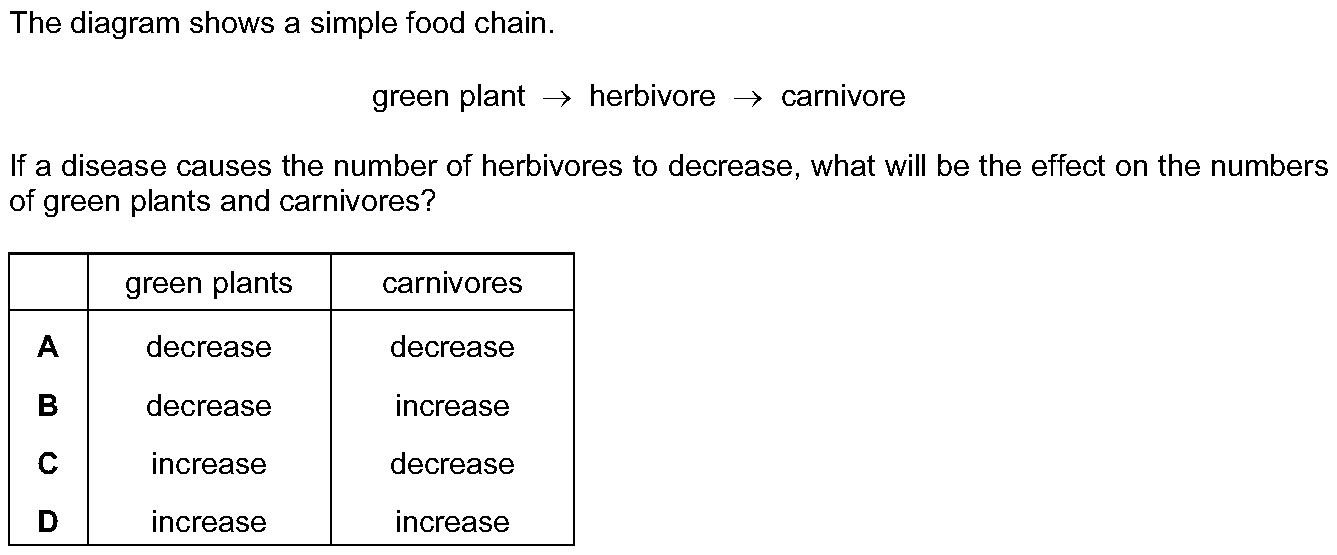 The diagram shows a simple food chain.
green plant → herbivore → carnivore
If a disease causes the number of herbivores to decrease, what will be the effect on the numbers
of green plants and carnivores?
green plants carnivores
A decrease decrease
B decrease increase
C increase decrease
D increase increase